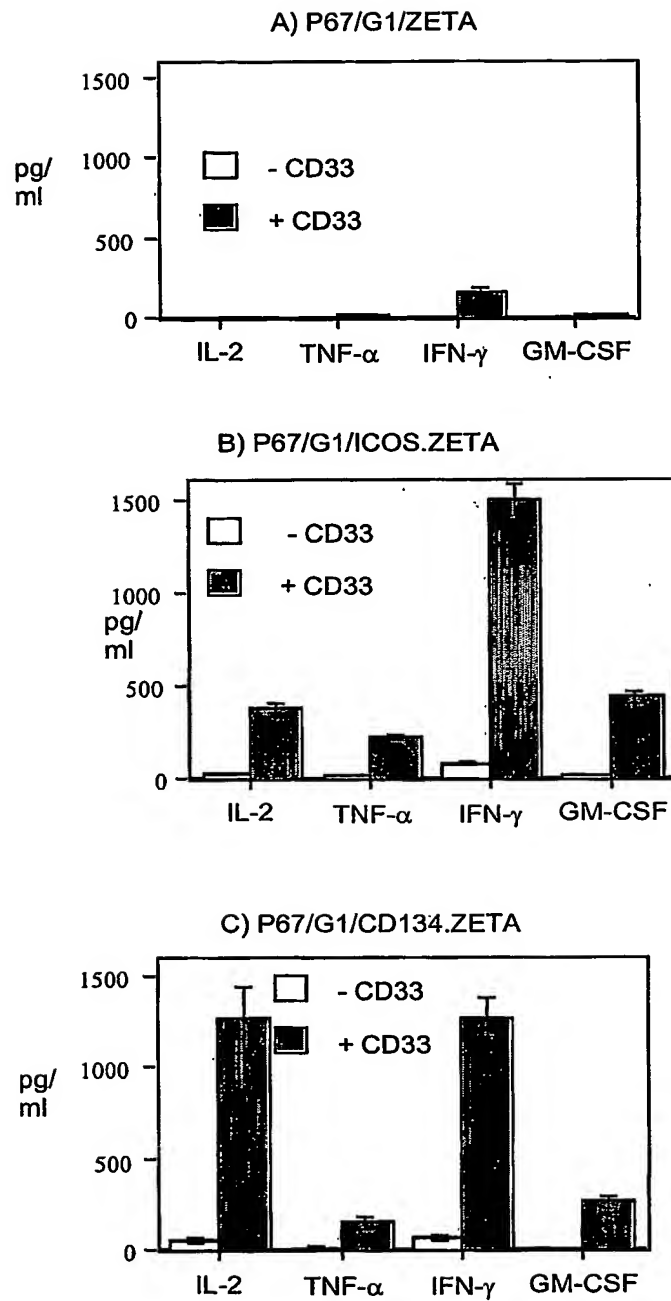 A) P67/G1/ZETA
1500
1000
500
0
pg/
ml
- CD33
+ CD33
IL-2 TNF-α IFN-γ GM-CSF
B) P67/G1/ICOS.ZETA
1500
1000
500
0
pg/
ml
- CD33
+ CD33
IL-2 TNF-α IFN-γ GM-CSF
C) P67/G1/CD134.ZETA
1500
1000
500
0
pg/
ml
- CD33
+ CD33
IL-2 TNF-α IFN-γ GM-CSF